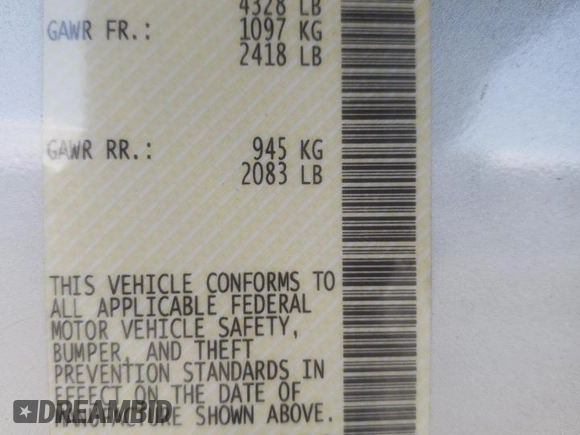 4328 LB
GAWR FR.: 1097 KG
2418 LB
GAWR RR.: 945 KG
2083 LB
THIS VEHICLE CONFORMS TO
ALL APPLICABLE FEDERAL
MOTOR VEHICLE SAFETY,
BUMPER, AND THEFT
PREVENTION STANDARDS IN
EFFECT ON THE DATE OF
MANUFACTURE SHOWN ABOVE.
DREAMBID